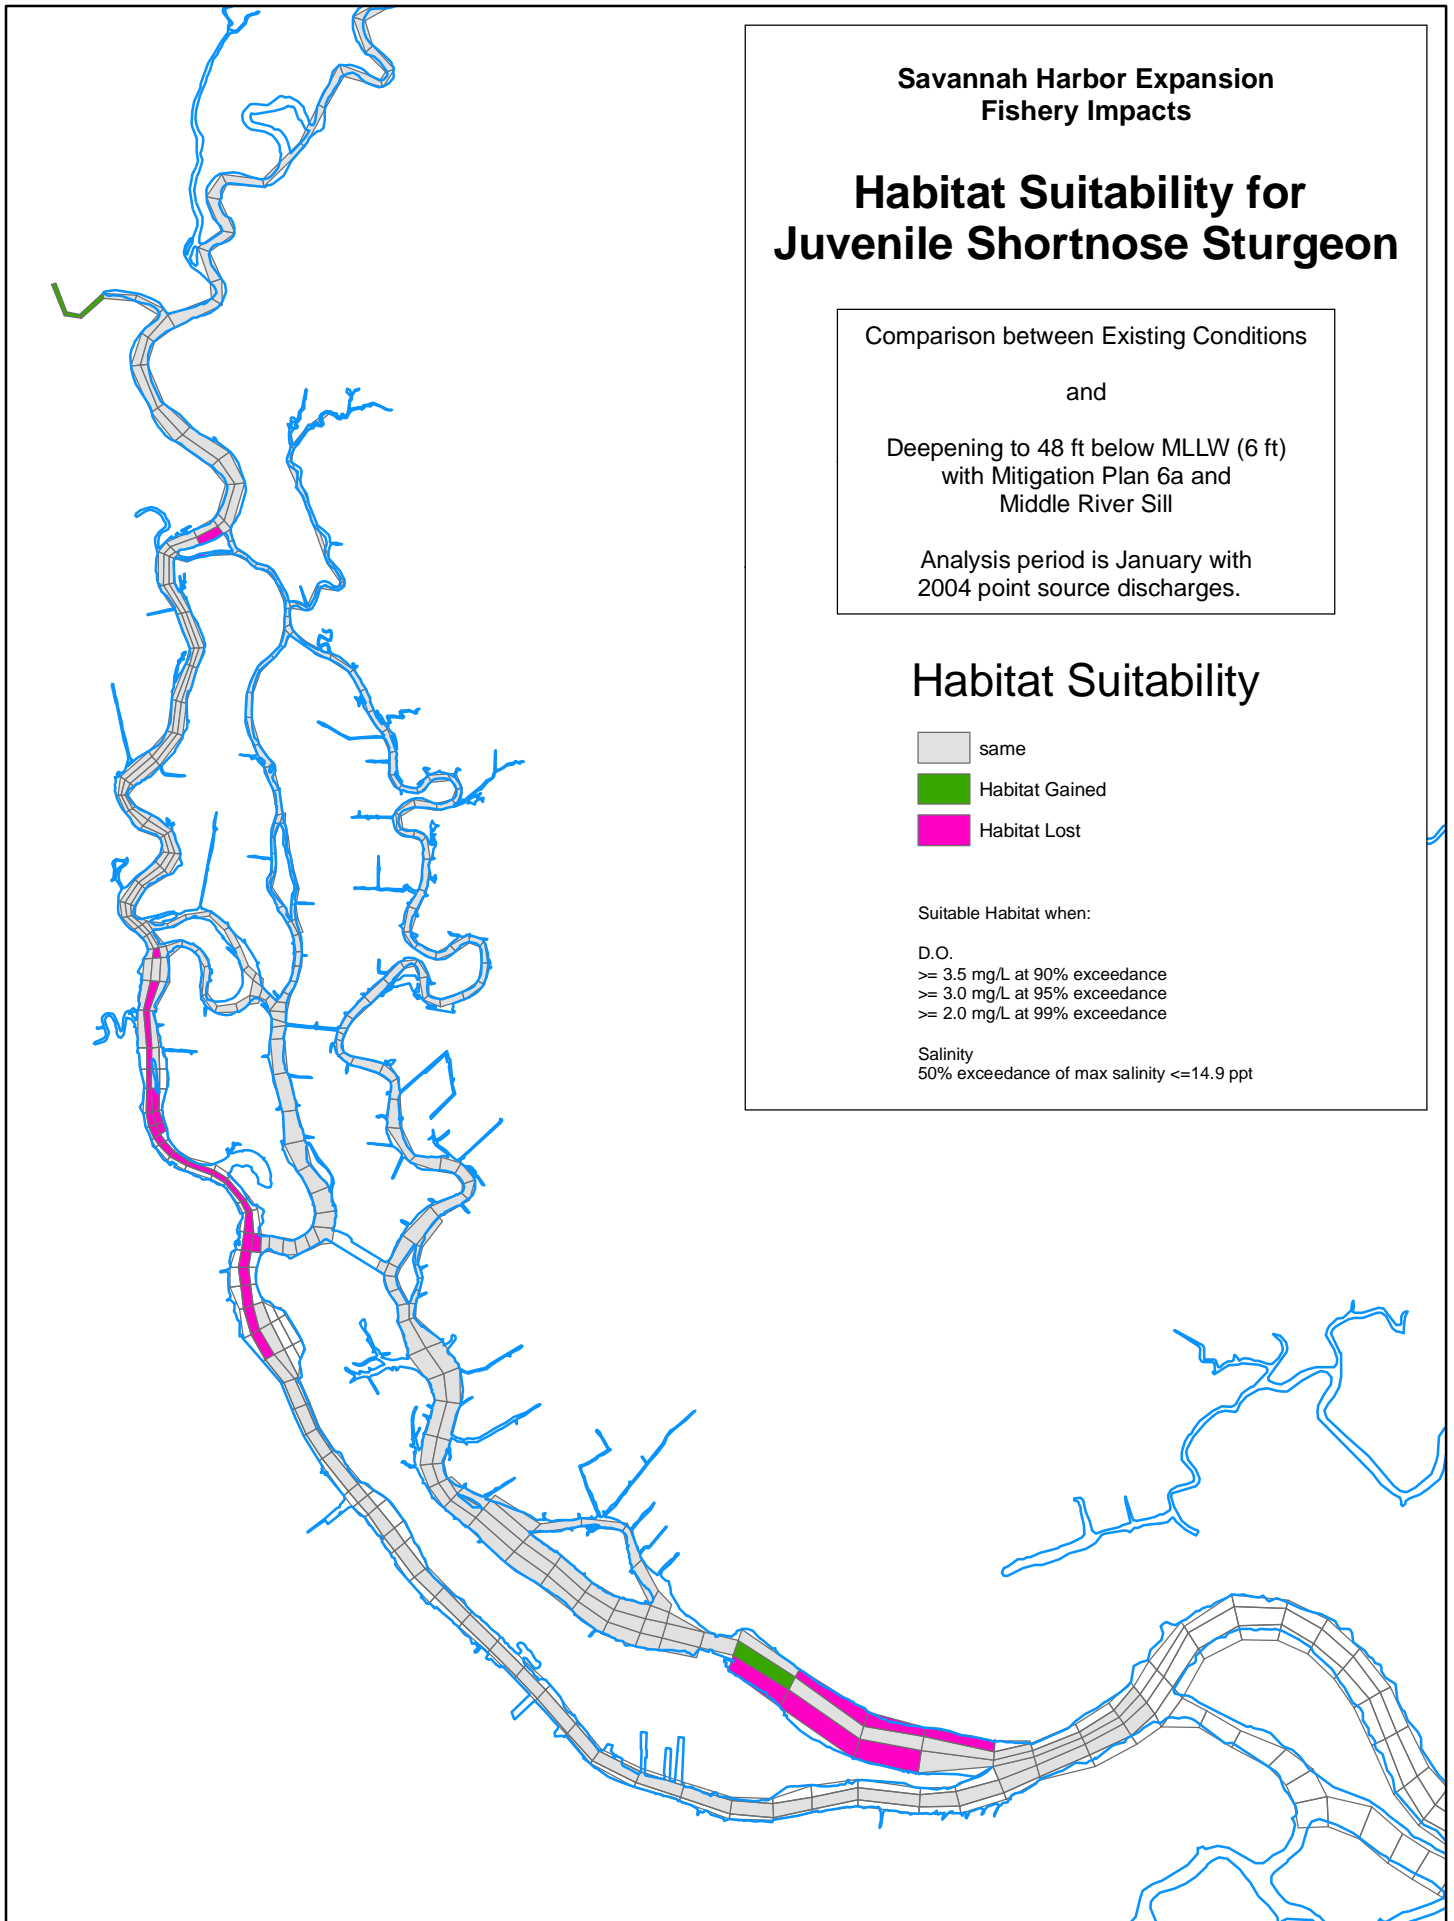 Savannah Harbor Expansion
Fishery Impacts
Habitat Suitability for
Juvenile Shortnose Sturgeon
Comparison between Existing Conditions
and
Deepening to 48 ft below MLLW (6 ft)
with Mitigation Plan 6a and
Middle River Sill
Analysis period is January with
2004 point source discharges.
Habitat Suitability
same
Habitat Gained
Habitat Lost
Suitable Habitat when:
D.O.
>= 3.5 mg/L at 90% exceedance
>= 3.0 mg/L at 95% exceedance
>= 2.0 mg/L at 99% exceedance
Salinity
50% exceedance of max salinity <=14.9 ppt